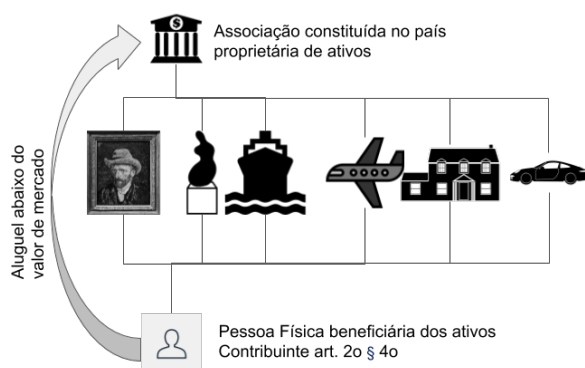 $
Associação constituída no país
proprietária de ativos
Aluguel abaixo do
valor de mercado
Pessoa Física beneficiária dos ativos
Contribuinte art. 2o § 4o